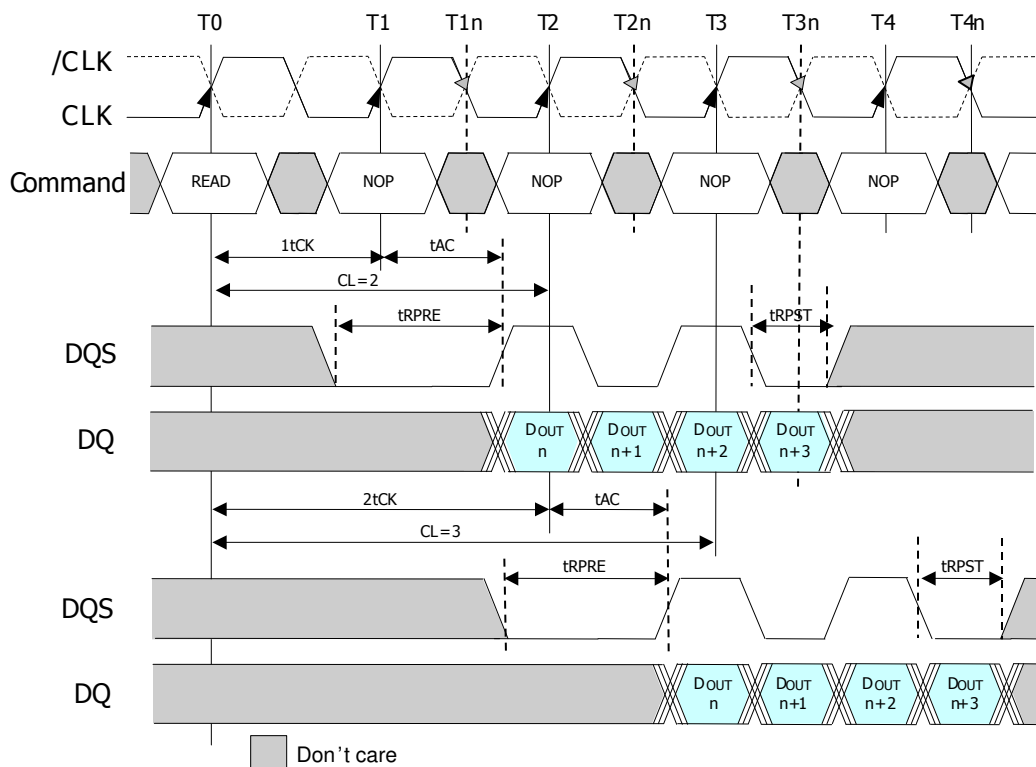 T0 T1 T1n T2 T2n T3 T3n T4 T4n
/CLK
CLK
Command READ NOP NOP NOP NOP
1tCK tAC
CL=2
tRPRE tRPST
DQS
DQ
DOUT n DOUT n+1 DOUT n+2 DOUT n+3
2tCK tAC
CL=3
tRPRE tRPST
DQS
DQ
DOUT n DOUT n+1 DOUT n+2 DOUT n+3
Don't care